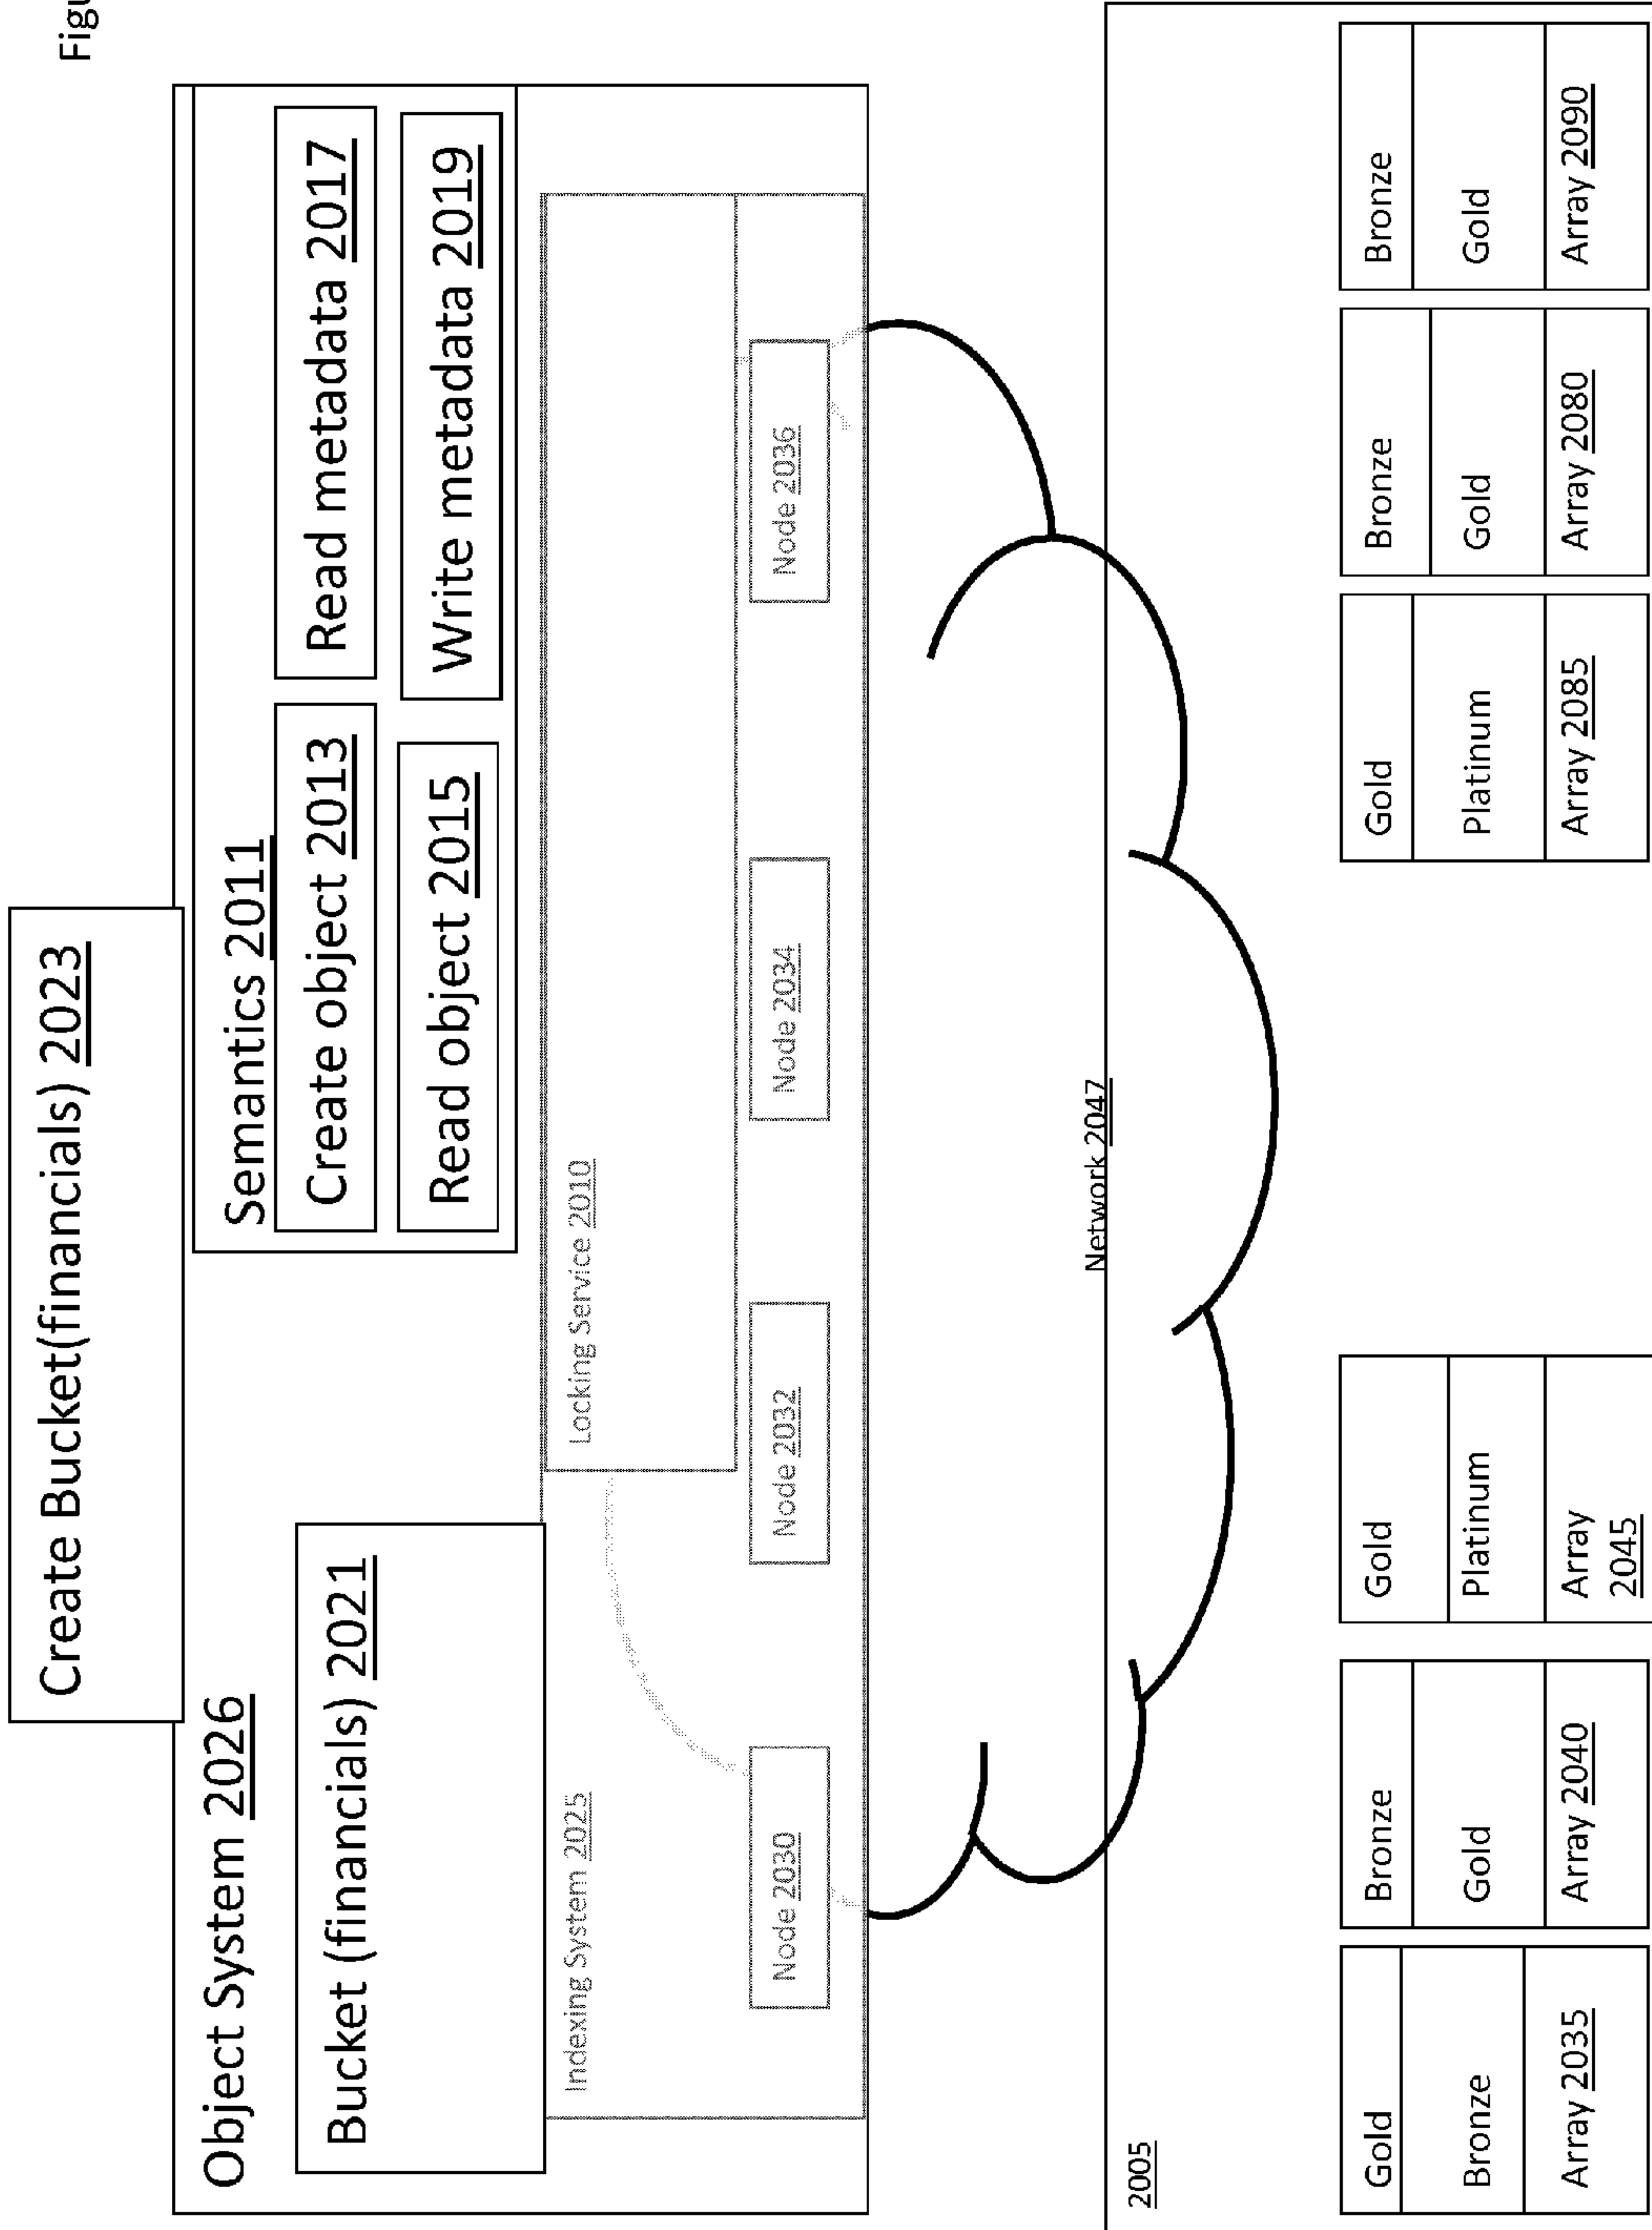 Figu
Create Bucket(financials) 2023
Object System 2026
Semantics 2011
Create object 2013
Read metadata 2017
Read object 2015
Write metadata 2019
Bucket (financials) 2021
Indexing System 2025
Locking Service 2010
Node 2030
Node 2032
Node 2034
Node 2036
Network 2047
2005
Gold
Bronze
Array 2035
Bronze
Gold
Array 2040
Gold
Platinum
Array
2045
Gold
Platinum
Array 2085
Bronze
Gold
Array 2080
Bronze
Gold
Array 2090